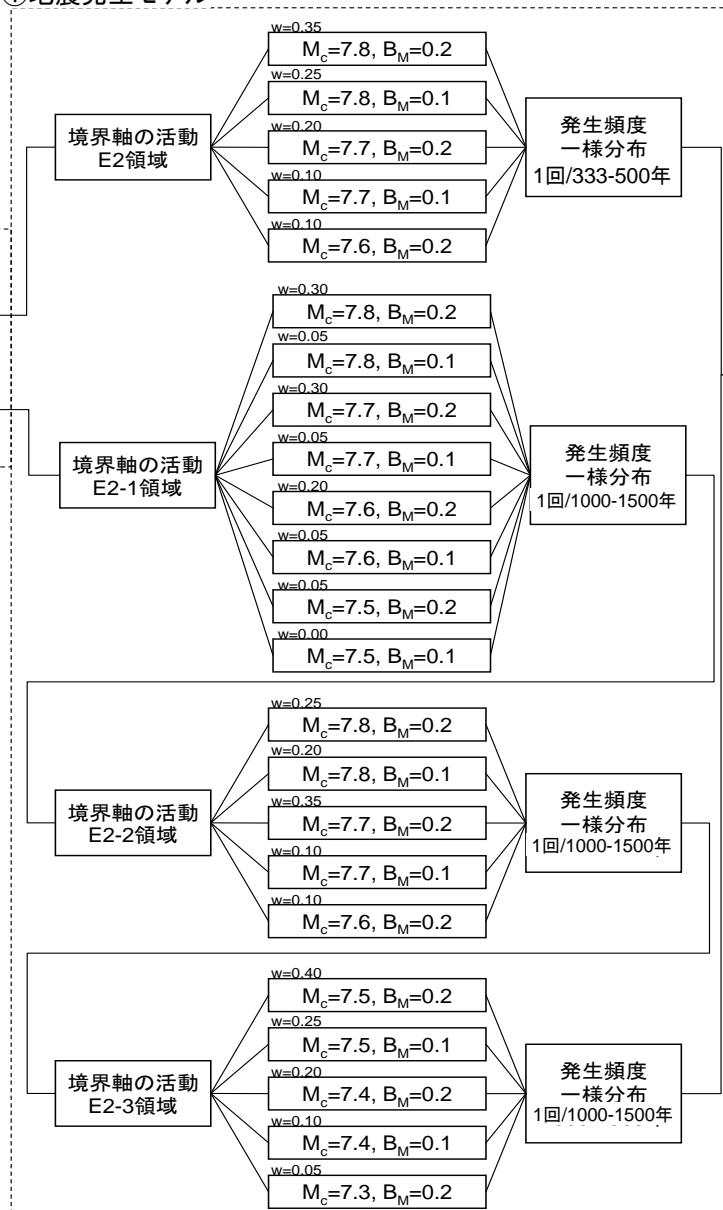 ①地震発生モデル
w=0.35
Mc=7.8, BM=0.2
w=0.25
Mc=7.8, BM=0.1
w=0.20
Mc=7.7, BM=0.2
w=0.10
Mc=7.7, BM=0.1
w=0.10
Mc=7.6, BM=0.2
境界軸の活動
E2領域
発生頻度
一様分布
1回/333-500年
w=0.30
Mc=7.8, BM=0.2
w=0.05
Mc=7.8, BM=0.1
w=0.30
Mc=7.7, BM=0.2
w=0.05
Mc=7.7, BM=0.1
w=0.20
Mc=7.6, BM=0.2
w=0.05
Mc=7.6, BM=0.1
w=0.05
Mc=7.5, BM=0.2
w=0.00
Mc=7.5, BM=0.1
境界軸の活動
E2-1領域
発生頻度
一様分布
1回/1000-1500年
w=0.25
Mc=7.8, BM=0.2
w=0.20
Mc=7.8, BM=0.1
w=0.35
Mc=7.7, BM=0.2
w=0.10
Mc=7.7, BM=0.1
w=0.10
Mc=7.6, BM=0.2
境界軸の活動
E2-2領域
発生頻度
一様分布
1回/1000-1500年
w=0.40
Mc=7.5, BM=0.2
w=0.25
Mc=7.5, BM=0.1
w=0.20
Mc=7.4, BM=0.2
w=0.10
Mc=7.4, BM=0.1
w=0.05
Mc=7.3, BM=0.2
境界軸の活動
E2-3領域
発生頻度
一様分布
1回/1000-1500年